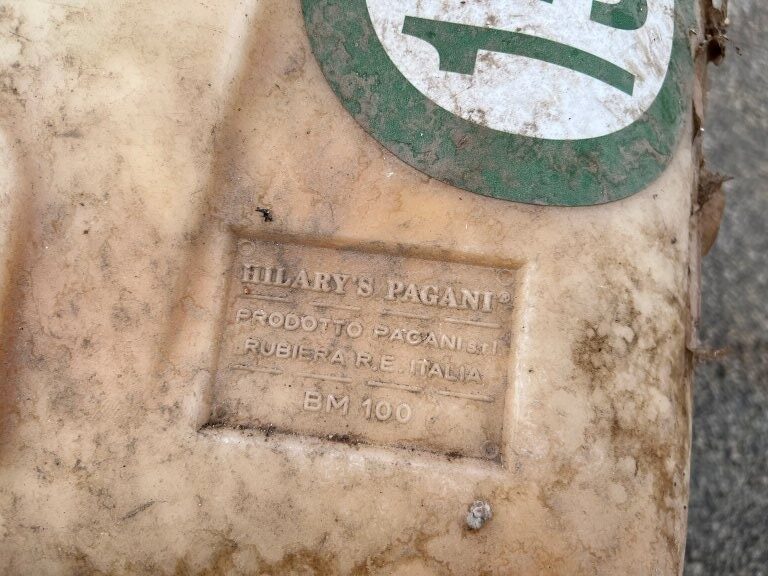 HILARY'S PAGANI®
PRODOTTO PAGANI s.r.l.
RUBIERA R.E. ITALIA
BM 100